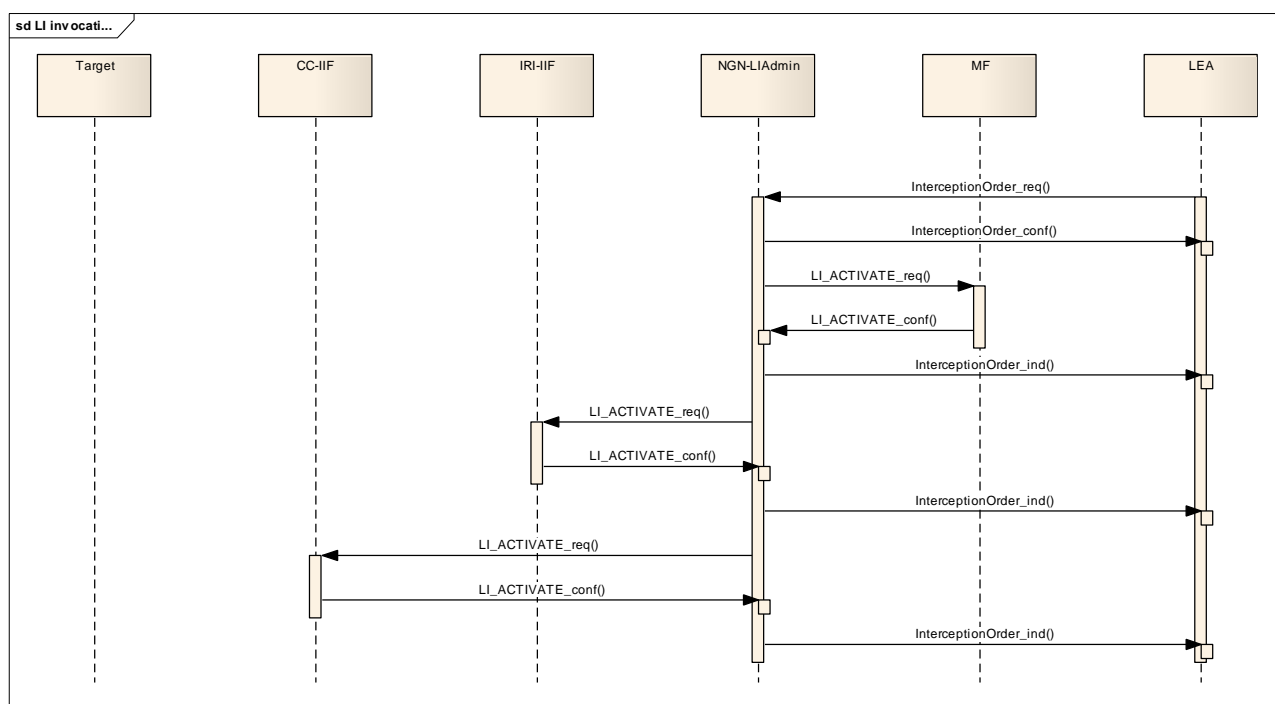 sd LI invocati...
Target
CC-IIF
IRI-IIF
NGN-LIAdmin
MF
LEA
InterceptionOrder_req()
InterceptionOrder_conf()
LI_ACTIVATE_req()
LI_ACTIVATE_conf()
InterceptionOrder_ind()
LI_ACTIVATE_req()
LI_ACTIVATE_conf()
InterceptionOrder_ind()
LI_ACTIVATE_req()
LI_ACTIVATE_conf()
InterceptionOrder_ind()